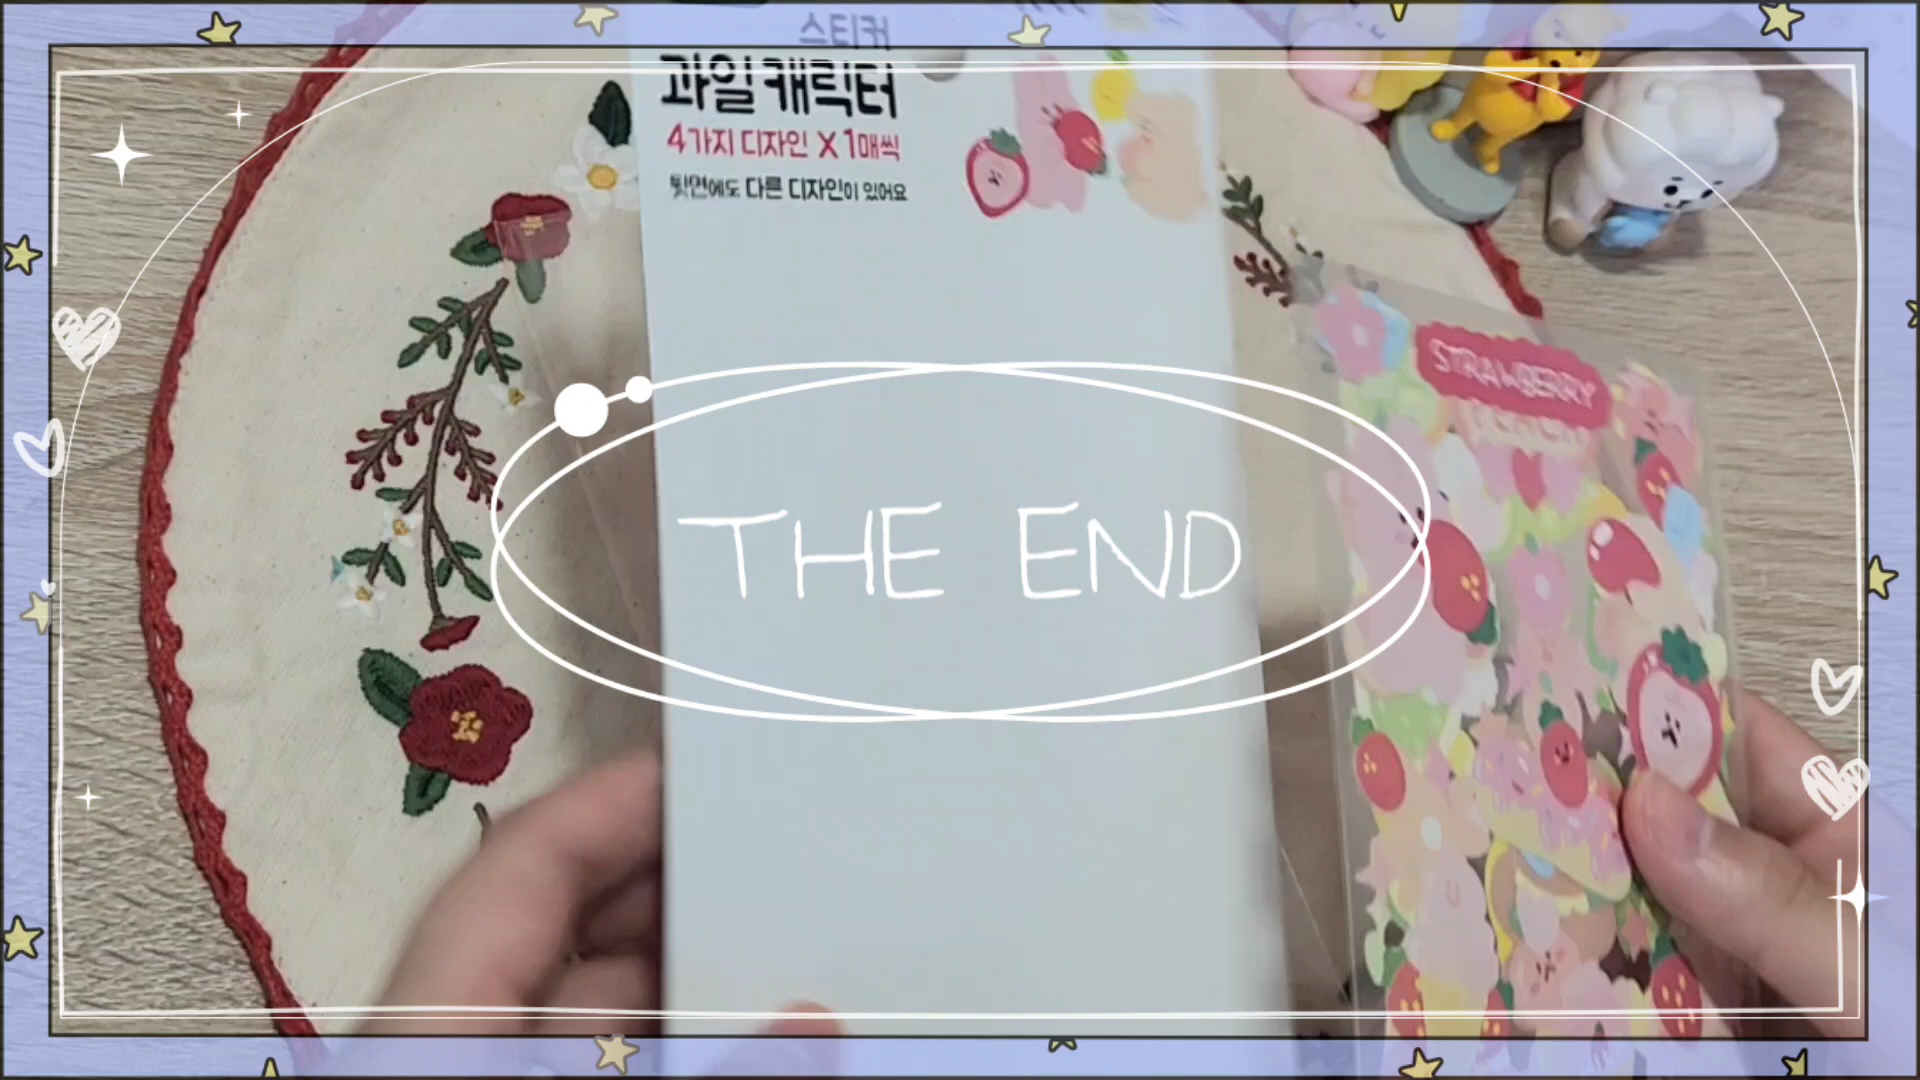 스티커
과일 캐릭터
4가지 디자인 X 1매씩
뒷면에도 다른 디자인이 있어요
STRAWBERRY
THE END